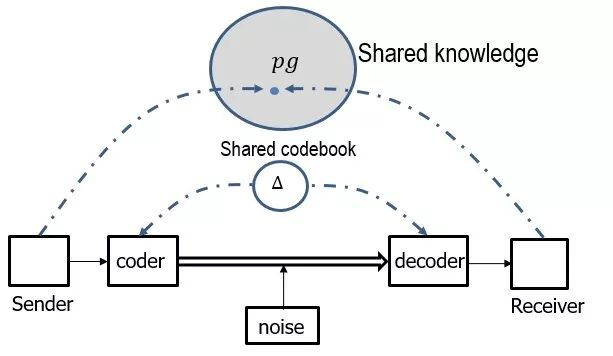 pg
Shared knowledge
Shared codebook
Δ
coder
decoder
Sender
Receiver
noise